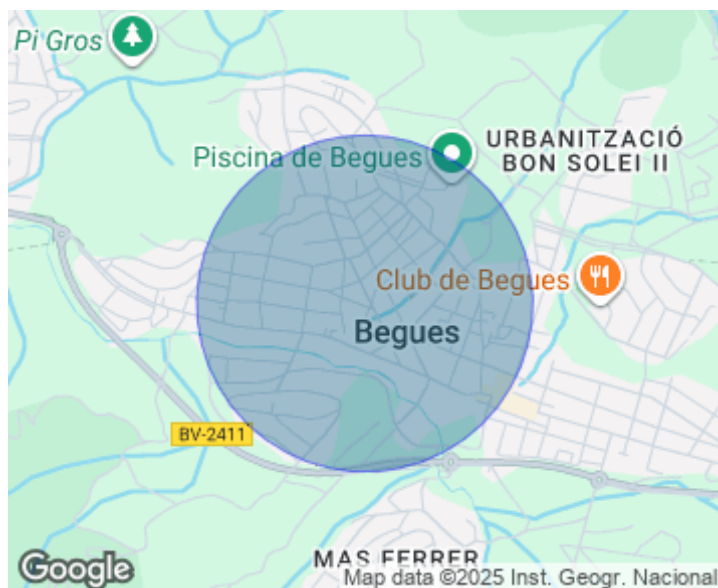 Pi Gros
Piscina de Begues
URBANITZACIÓ
BON SOLEI II
Club de Begues
Begues
BV-2411
MAS FERRER
Google
Map data ©2025 Inst. Geogr. Nacional